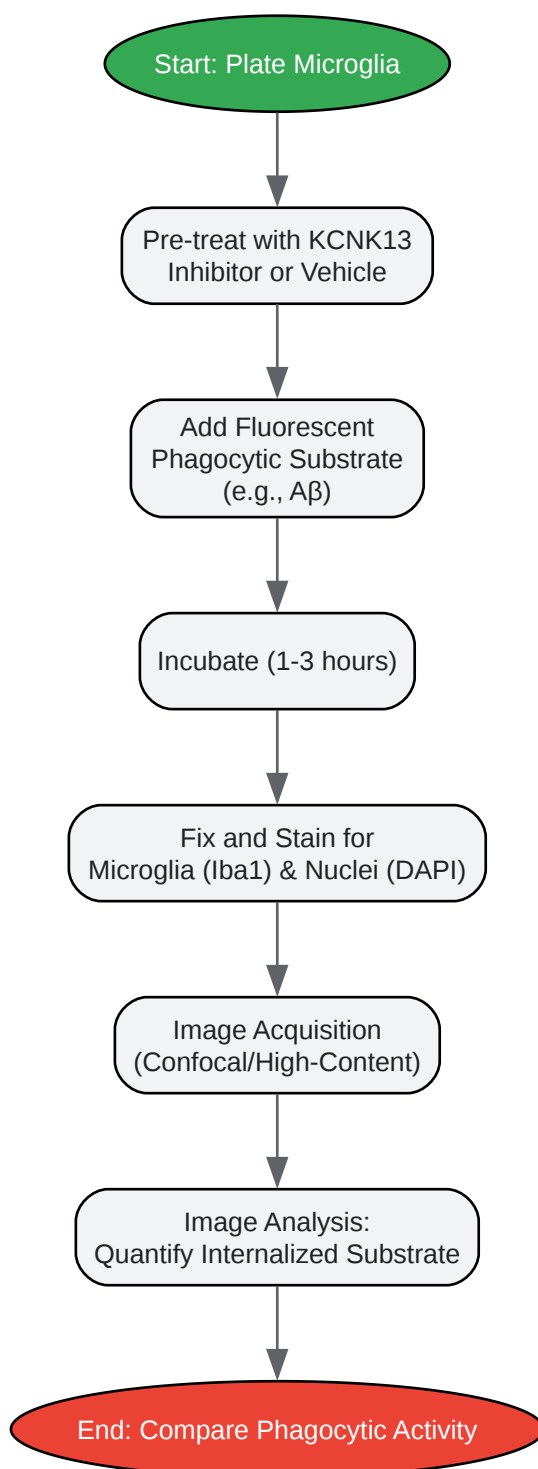 Start: Plate Microglia
Pre-treat with KCNK13
Inhibitor or Vehicle
Add Fluorescent
Phagocytic Substrate
(e.g., Aβ)
Incubate (1-3 hours)
Fix and Stain for
Microglia (Iba1) & Nuclei (DAPI)
Image Acquisition
(Confocal/High-Content)
Image Analysis:
Quantify Internalized Substrate
End: Compare Phagocytic Activity